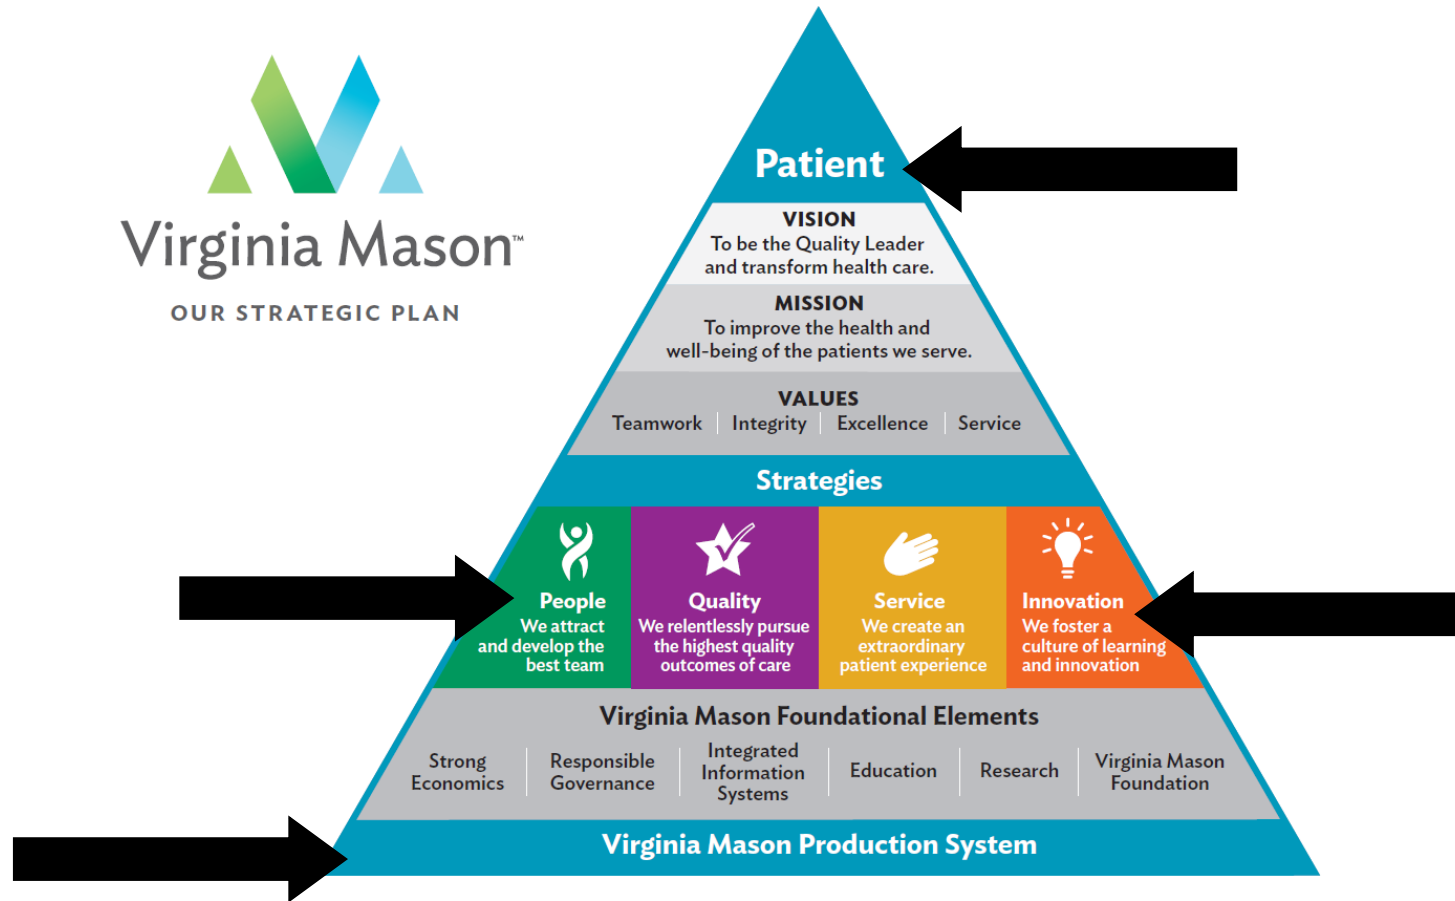 Virginia Mason™
OUR STRATEGIC PLAN
Patient
VISION
To be the Quality Leader
and transform health care.
MISSION
To improve the health and
well-being of the patients we serve.
VALUES
Teamwork | Integrity | Excellence | Service
Strategies
People
We attract
and develop the
best team
Quality
We relentlessly pursue
the highest quality
outcomes of care
Service
We create an
extraordinary
patient experience
Innovation
We foster a
culture of learning
and innovation
Virginia Mason Foundational Elements
Strong
Economics
Responsible
Governance
Integrated
Information
Systems
Education
Research
Virginia Mason
Foundation
Virginia Mason Production System